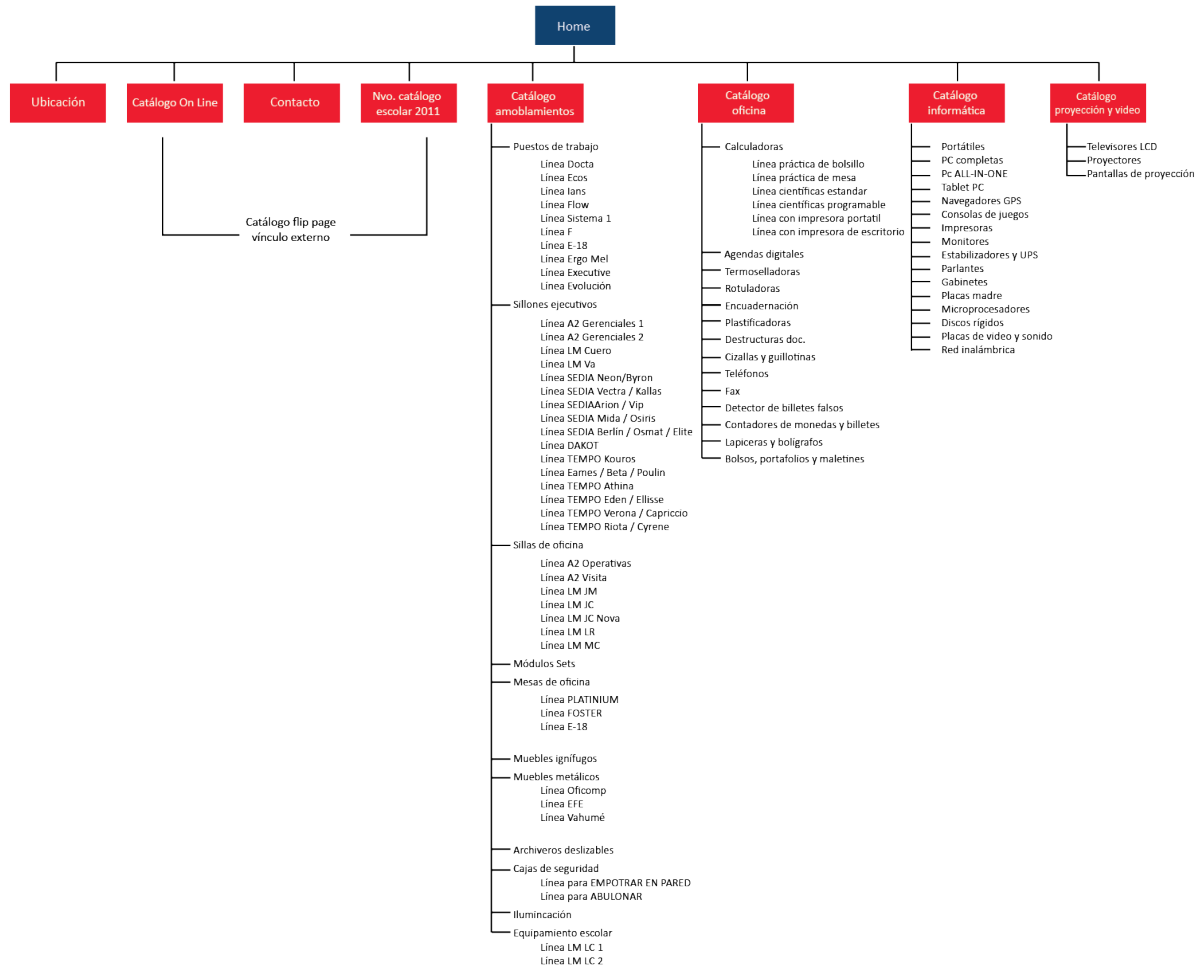 Home
Ubicación
Catálogo On Line
Contacto
Nvo. catálogo
escolar 2011
Catálogo
amoblamientos
Catálogo
oficina
Catálogo
informática
Catálogo
proyección y video
Catálogo flip page
vínculo externo
Puestos de trabajo
Línea Docta
Línea Ecos
Línea Ians
Línea Flow
Línea Sistema 1
Línea F
Línea E-18
Línea Ergo Mel
Línea Executive
Línea Evolución
Sillones ejecutivos
Línea A2 Gerenciales 1
Línea A2 Gerenciales 2
Línea LM Cuero
Línea LM Va
Línea SEDIA Neon/Byron
Línea SEDIA Vectra / Kallas
Línea SEDIAArion / Vip
Línea SEDIA Mida / Osiris
Línea SEDIA Berlín / Osmat / Elite
Línea DAKOT
Línea TEMPO Kouros
Línea Eames / Beta / Poulin
Línea TEMPO Athina
Línea TEMPO Eden / Ellisse
Línea TEMPO Verona / Capriccio
Línea TEMPO Riota / Cyrene
Sillas de oficina
Línea A2 Operativas
Línea A2 Visita
Línea LM JM
Línea LM JC
Línea LM JC Nova
Línea LM LR
Línea LM MC
Módulos Sets
Mesas de oficina
Línea PLATINIUM
Línea FOSTER
Línea E-18
Muebles ignífugos
Muebles metálicos
Línea Oficomp
Línea EFE
Línea Vahumé
Archiveros deslizables
Cajas de seguridad
Línea para EMPOTRAR EN PARED
Línea para ABULONAR
Ilumincación
Equipamiento escolar
Línea LM LC 1
Línea LM LC 2
Calculadoras
Línea práctica de bolsillo
Línea práctica de mesa
Línea científicas estandar
Línea científicas programable
Línea con impresora portatil
Línea con impresora de escritorio
Agendas digitales
Termoselladoras
Rotuladoras
Encuadernación
Plastificadoras
Destructuras doc.
Cizallas y guillotinas
Teléfonos
Fax
Detector de billetes falsos
Contadores de monedas y billetes
Lapiceras y bolígrafos
Bolsos, portafolios y maletines
Portátiles
PC completas
Pc ALL-IN-ONE
Tablet PC
Navegadores GPS
Consolas de juegos
Impresoras
Monitores
Estabilizadores y UPS
Parlantes
Gabinetes
Placas madre
Microprocesadores
Discos rígidos
Placas de video y sonido
Red inalámbrica
Televisores LCD
Proyectores
Pantallas de proyección